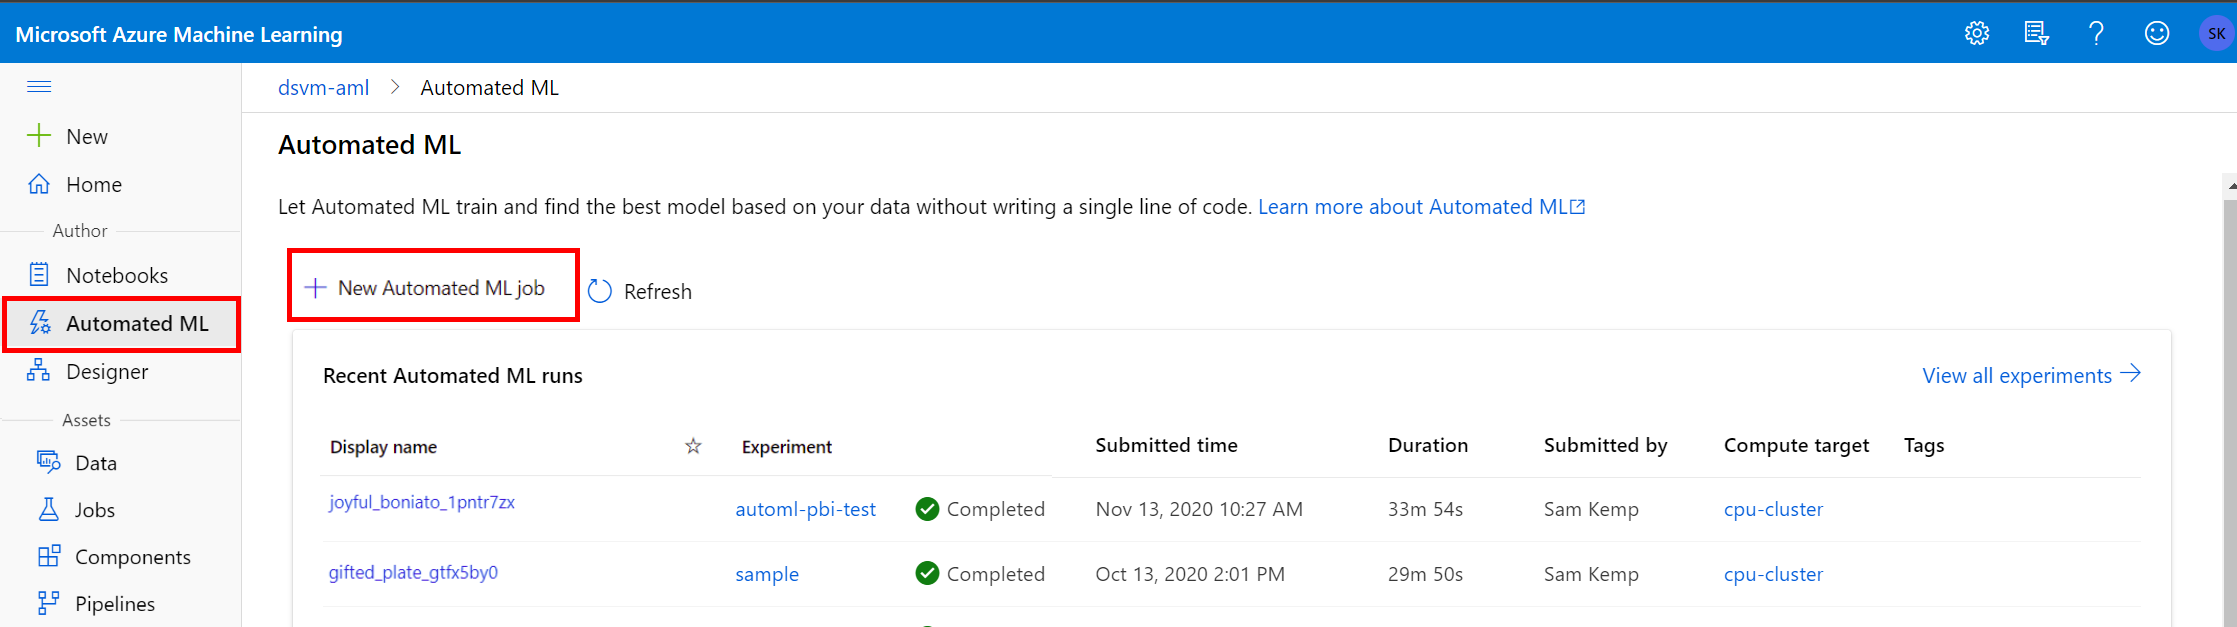 Microsoft Azure Machine Learning
SK
dsvm-aml > Automated ML
New
Home
Author
Notebooks
Automated ML
Designer
Assets
Data
Jobs
Components
Pipelines
Automated ML
Let Automated ML train and find the best model based on your data without writing a single line of code. Learn more about Automated ML
New Automated ML job
Refresh
Recent Automated ML runs
View all experiments
Display name Experiment Submitted time Duration Submitted by Compute target Tags
joyful_boniato_1pntr7zx automl-pbi-test Completed Nov 13, 2020 10:27 AM 33m 54s Sam Kemp cpu-cluster
gifted_plate_gtfx5by0 sample Completed Oct 13, 2020 2:01 PM 29m 50s Sam Kemp cpu-cluster